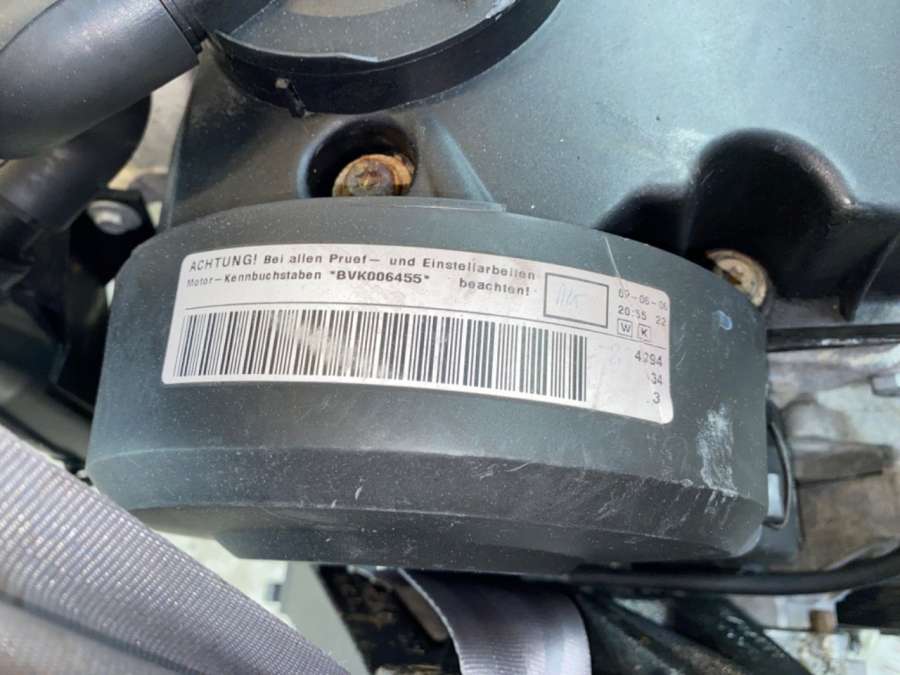 ACHTUNG! Bei allen Pruef- und Einstellarbeiten
Motor-Kennbuchstaben *BVK006455* beachten!
09-06-06
20:55 22
W K
4294
34
3